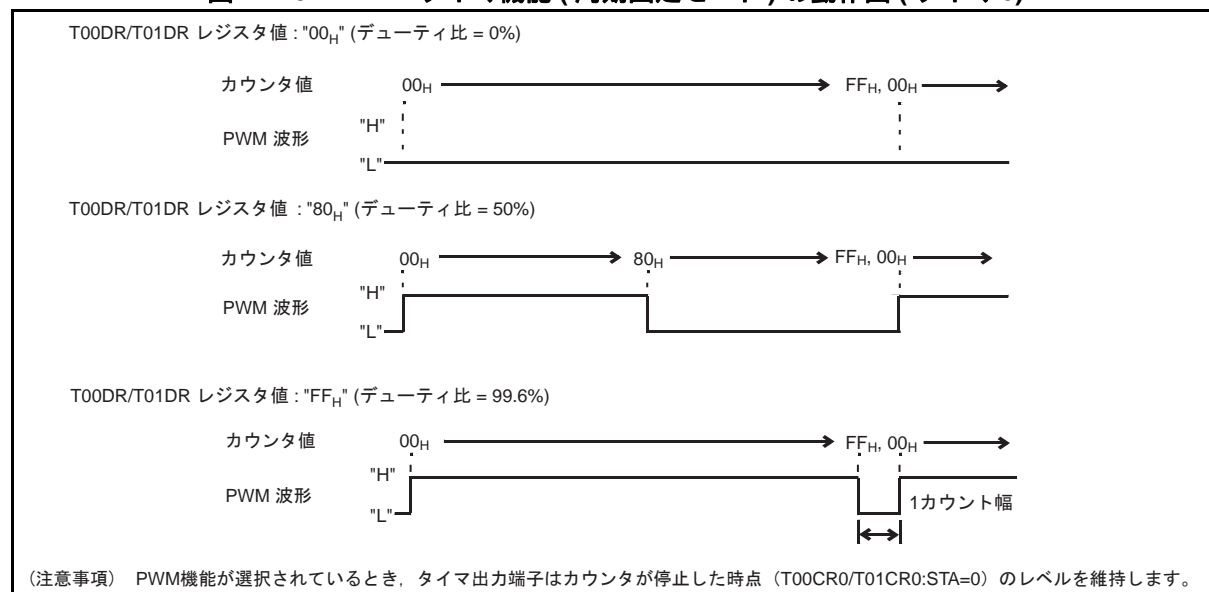 T00DR/T01DR レジスタ値 : "00H" (デューティ比 = 0%)
カウンタ値 00H FFH, 00H
"H"
PWM 波形
"L"
T00DR/T01DR レジスタ値 : "80H" (デューティ比 = 50%)
カウンタ値 00H 80H FFH, 00H
"H"
PWM 波形
"L"
T00DR/T01DR レジスタ値 : "FFH" (デューティ比 = 99.6%)
カウンタ値 00H FFH, 00H
"H"
PWM 波形
"L"
1カウント幅
(注意事項) PWM機能が選択されているとき, タイマ出力端子はカウンタが停止した時点 (T00CR0/T01CR0:STA=0) のレベルを維持します。